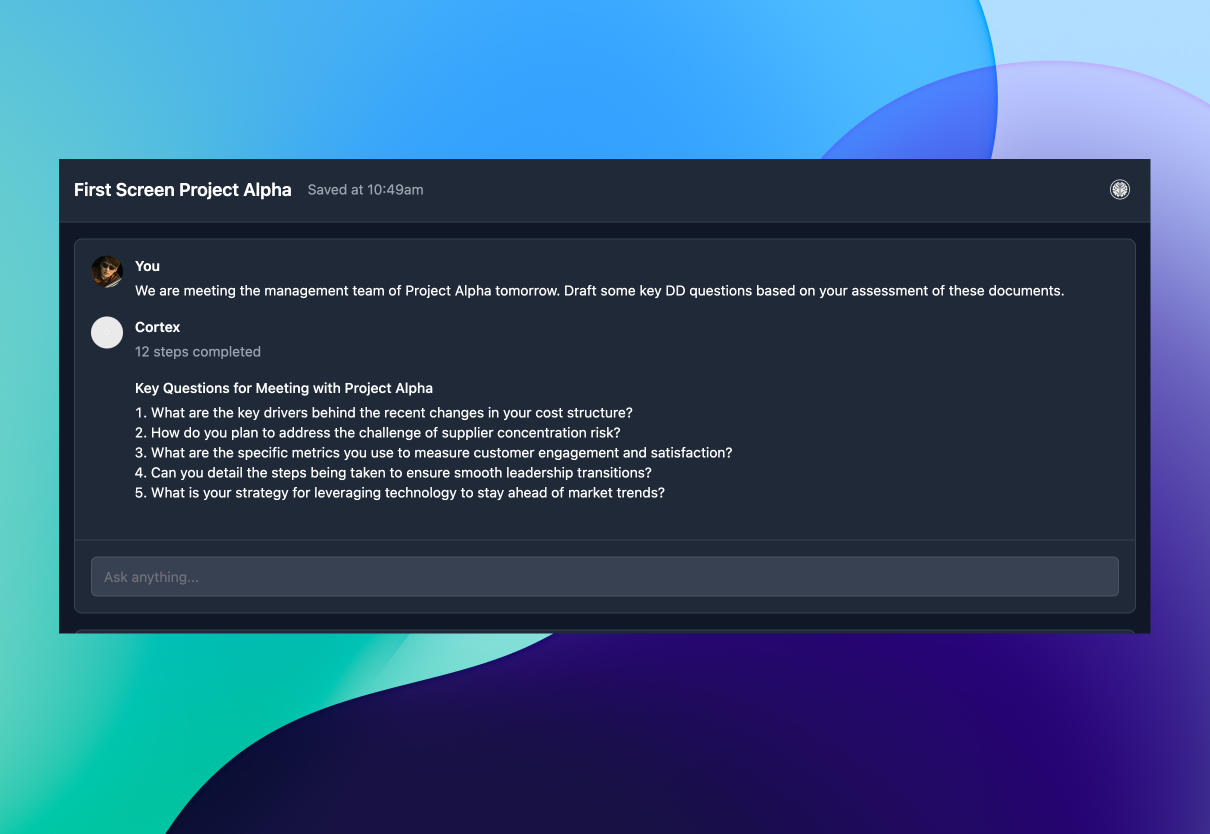 First Screen Project Alpha Saved at 10:49am
You
We are meeting the management team of Project Alpha tomorrow. Draft some key DD questions based on your assessment of these documents.
Cortex
12 steps completed
Key Questions for Meeting with Project Alpha
1. What are the key drivers behind the recent changes in your cost structure?
2. How do you plan to address the challenge of supplier concentration risk?
3. What are the specific metrics you use to measure customer engagement and satisfaction?
4. Can you detail the steps being taken to ensure smooth leadership transitions?
5. What is your strategy for leveraging technology to stay ahead of market trends?
Ask anything...